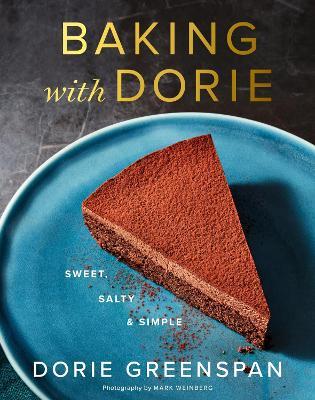 BAKING
with DORIE
SWEET,
SALTY
& SIMPLE
DORIE GREENSPAN
Photography by MARK WEINBERG